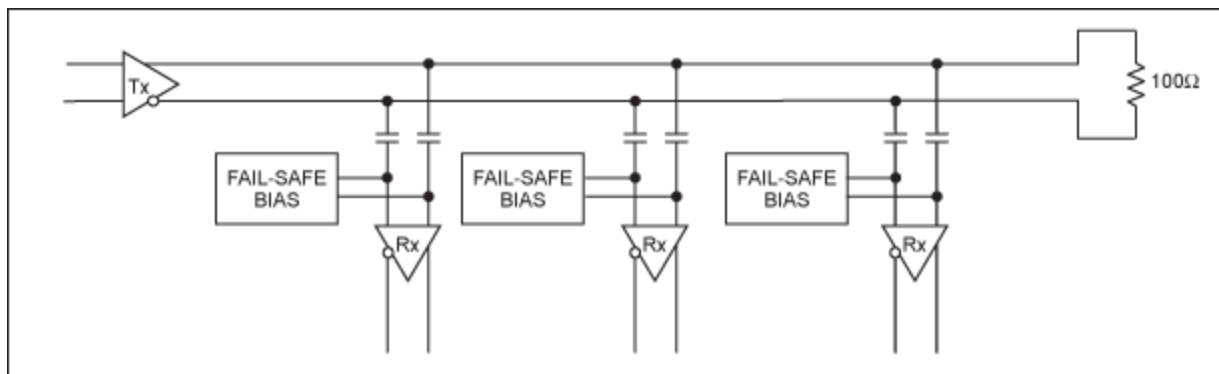 Tx
100Ω
FAIL-SAFE
BIAS
FAIL-SAFE
BIAS
FAIL-SAFE
BIAS
Rx
Rx
Rx